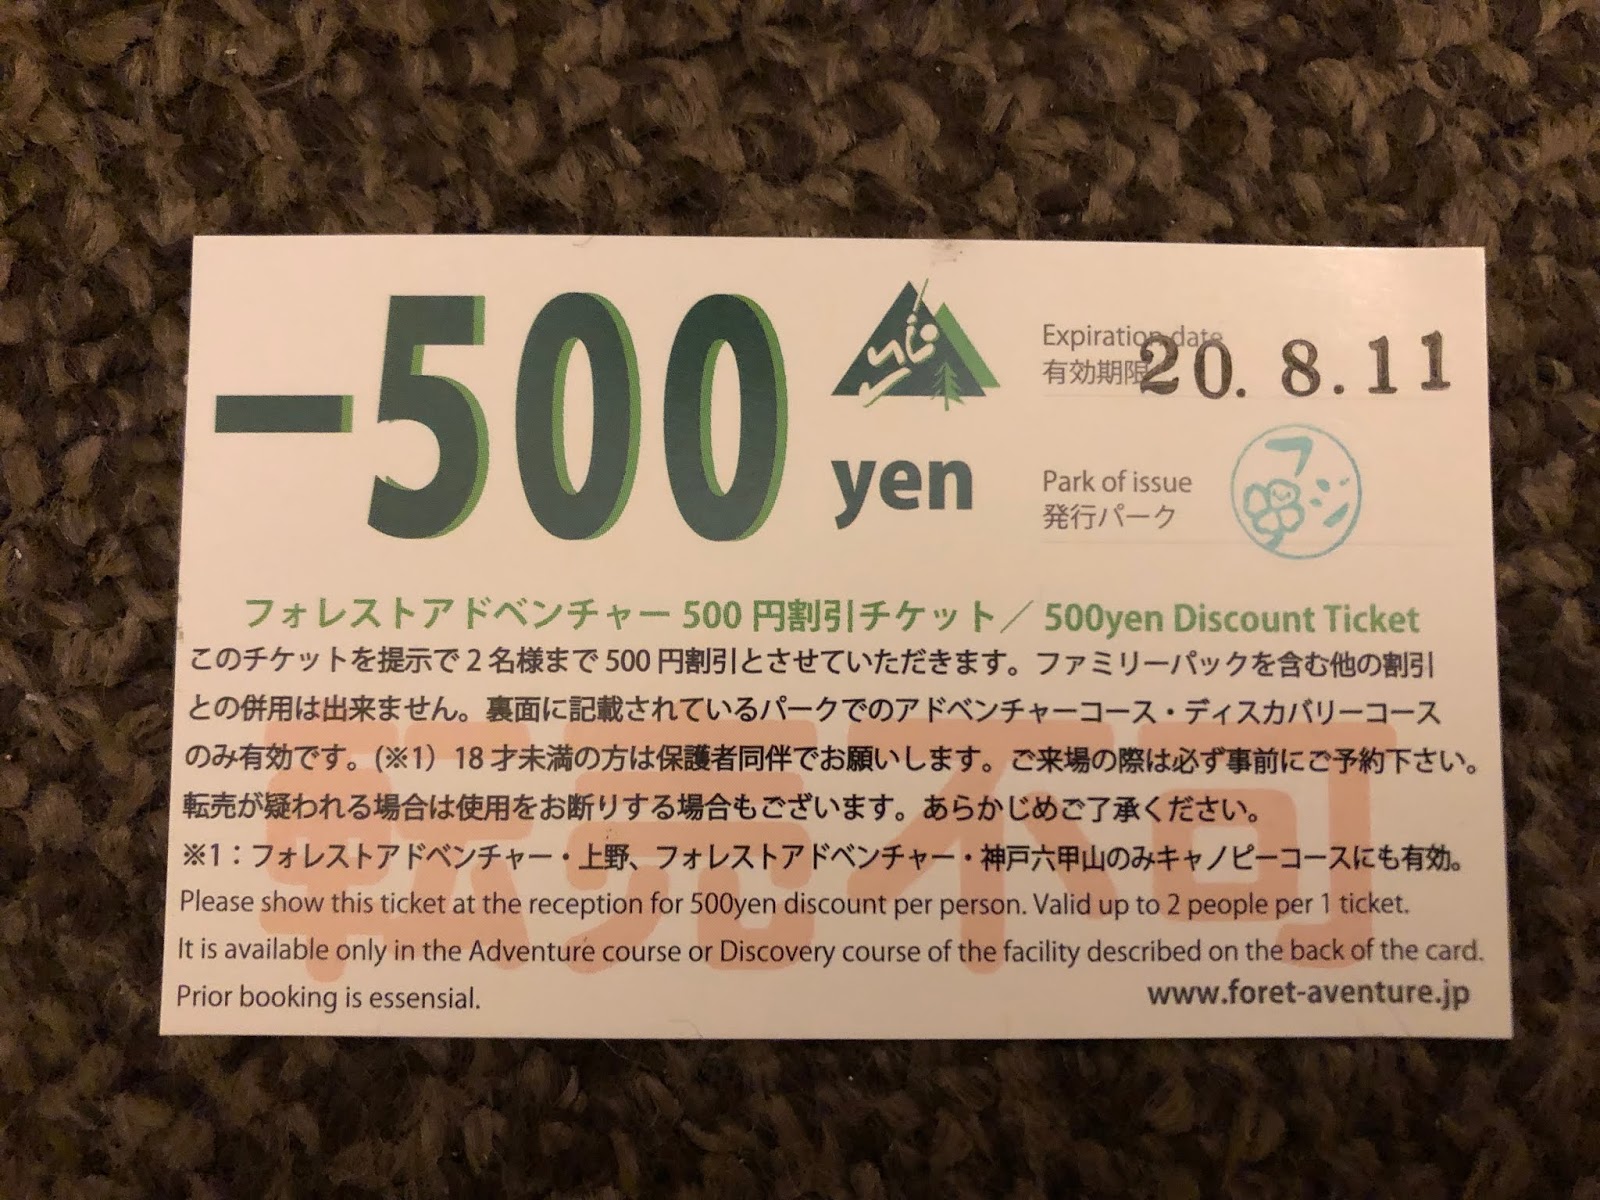 −500
yen
Expiration date
有効期限
20. 8.11
Park of issue
発行パーク
フジ
フォレストアドベンチャー 500 円割引チケット／ 500yen Discount Ticket
このチケットを提示で 2 名様まで 500 円割引とさせていただきます。ファミリーパックを含む他の割引
との併用は出来ません。裏面に記載されているパークでのアドベンチャーコース・ディスカバリーコース
のみ有効です。(※1）18 才未満の方は保護者同伴でお願いします。ご来場の際は必ず事前にご予約下さい。
転売が疑われる場合は使用をお断りする場合もございます。あらかじめご了承ください。
※1：フォレストアドベンチャー・上野、フォレストアドベンチャー・神戸六甲山のみキャノピーコースにも有効。
転売不可
Please show this ticket at the reception for 500yen discount per person. Valid up to 2 people per 1 ticket.
It is available only in the Adventure course or Discovery course of the facility described on the back of the card.
Prior booking is essensial.
www.foret-aventure.jp